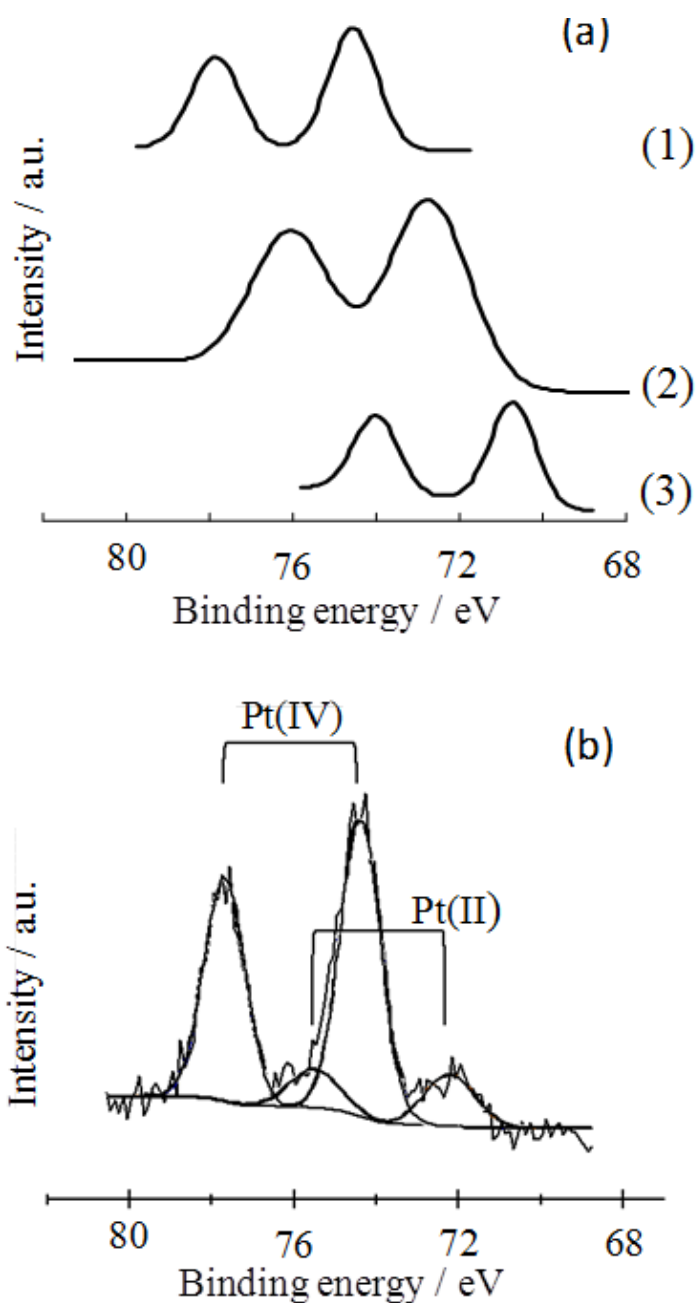 (a)
(1)
(2)
(3)
Intensity / a.u.
80 76 72 68
Binding energy / eV
(b)
Pt(IV)
Pt(II)
Intensity / a.u.
80 76 72 68
Binding energy / eV